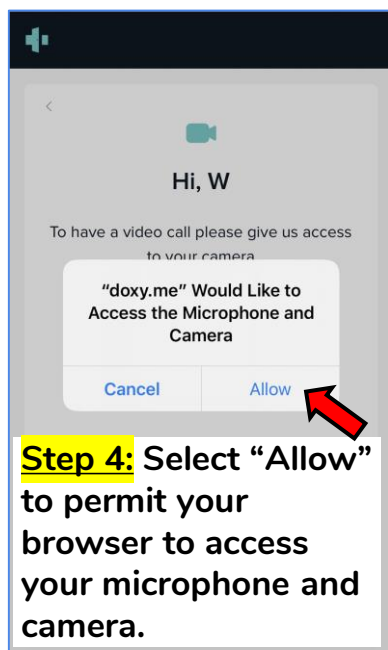 <
Hi, W
To have a video call please give us access
to your camera
“doxy.me” Would Like to
Access the Microphone and
Camera
Cancel Allow
Step 4: Select “Allow”
to permit your
browser to access
your microphone and
camera.